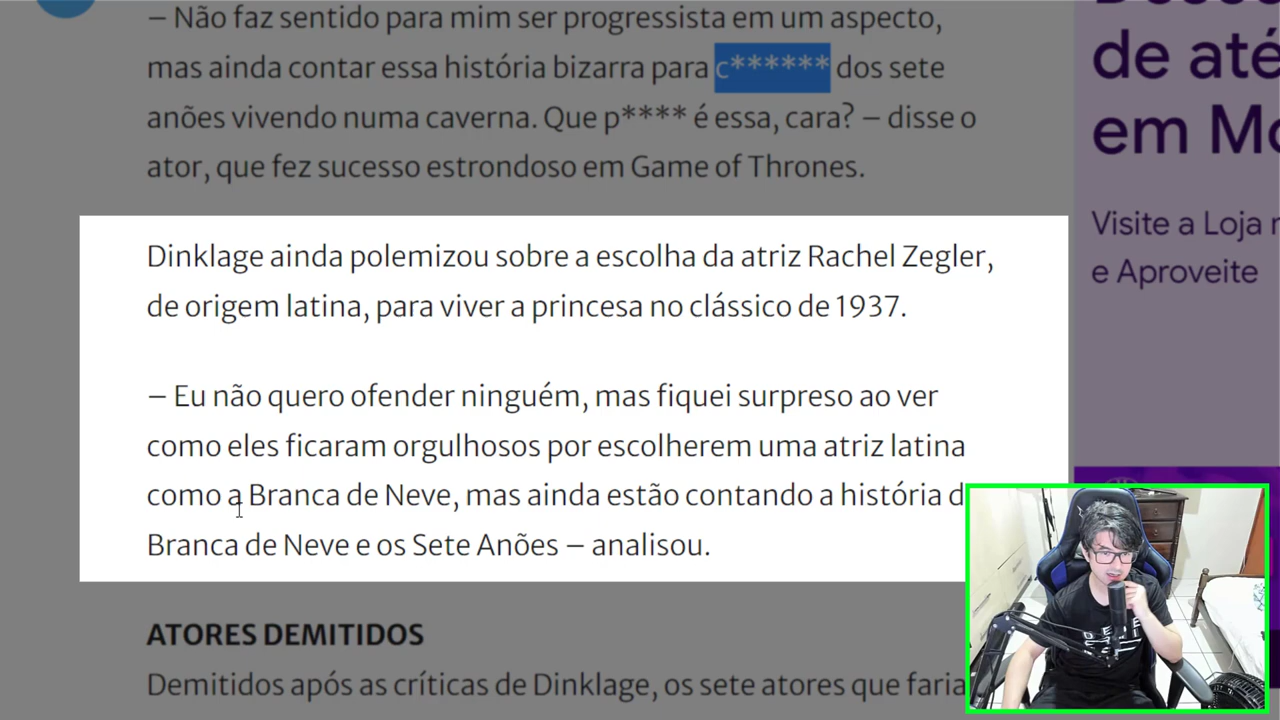 – Não faz sentido para mim ser progressista em um aspecto,
mas ainda contar essa história bizarra para c****** dos sete
anões vivendo numa caverna. Que p**** é essa, cara? – disse o
ator, que fez sucesso estrondoso em Game of Thrones.
Dinklage ainda polemizou sobre a escolha da atriz Rachel Zegler,
de origem latina, para viver a princesa no clássico de 1937.
– Eu não quero ofender ninguém, mas fiquei surpreso ao ver
como eles ficaram orgulhosos por escolherem uma atriz latina
como a Branca de Neve, mas ainda estão contando a história
Branca de Neve e os Sete Anões – analisou.
ATORES DEMITIDOS
Demitidos após as críticas de Dinklage, os sete atores que
de até
em
Visite a Loja
e Aproveite